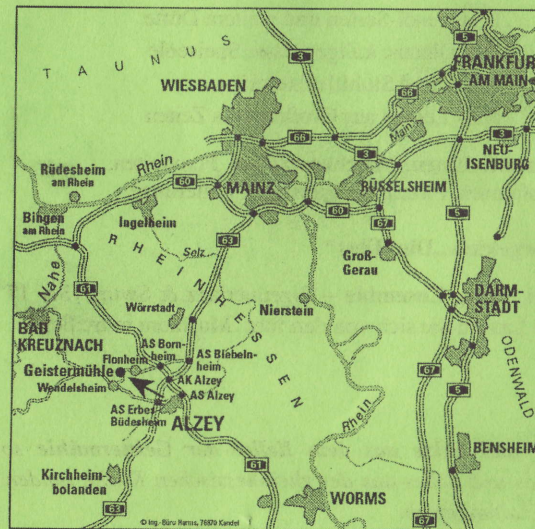 TAUNUS
5
FRANKFUR
AM MAIN
3
WIESBADEN
66
Main
3
66
NEU-
ISENBURG
3
Rhein
Rüdesheim
am Rhein
60
MAINZ
RÜSSELSHEIM
Bingen
am Rhein
Ingelheim
60
67
5
63
Selz
Groß-
Gerau
RHEINHESSEN
61
Nahe
Wörrstadt
Nierstein
DARM-
STADT
BAD
KREUZNACH
AS Born-
heim
AS Biebeln-
heim
Flonheim
Geistermühle
AK Alzey
Wendelsheim
AS Alzey
AS Erbes-
Büdesheim
ALZEY
67
5
ODENWALD
Rhein
BENSHEIM
61
Kirchheim-
bolanden
63
WORMS
67
© Ing.-Büro Harms, 76870 Kandel